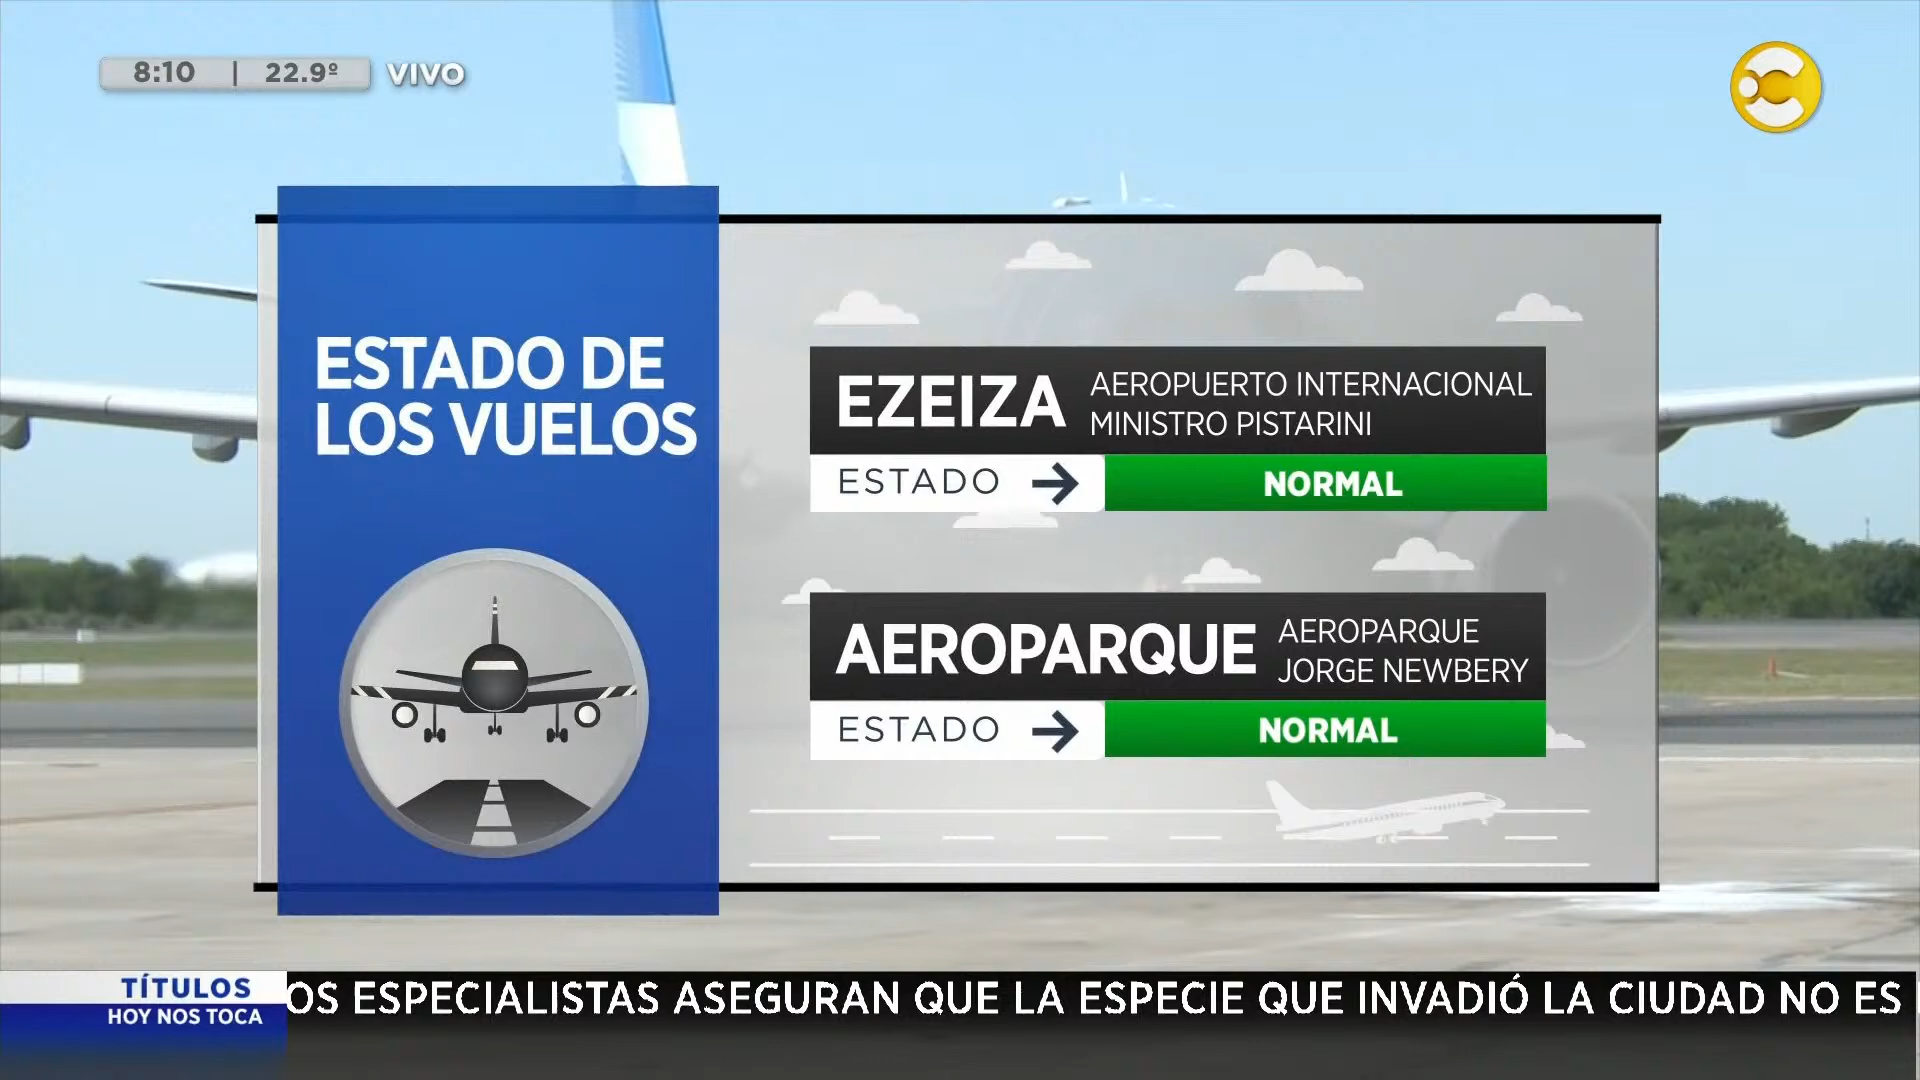 8:10 | 22.9º VIVO
ESTADO DE
LOS VUELOS
EZEIZA
AEROPUERTO INTERNACIONAL
MINISTRO PISTARINI
ESTADO → NORMAL
AEROPARQUE
AEROPARQUE
JORGE NEWBERY
ESTADO → NORMAL
TÍTULOS
HOY NOS TOCA
OS ESPECIALISTAS ASEGURAN QUE LA ESPECIE QUE INVADIÓ LA CIUDAD NO ES